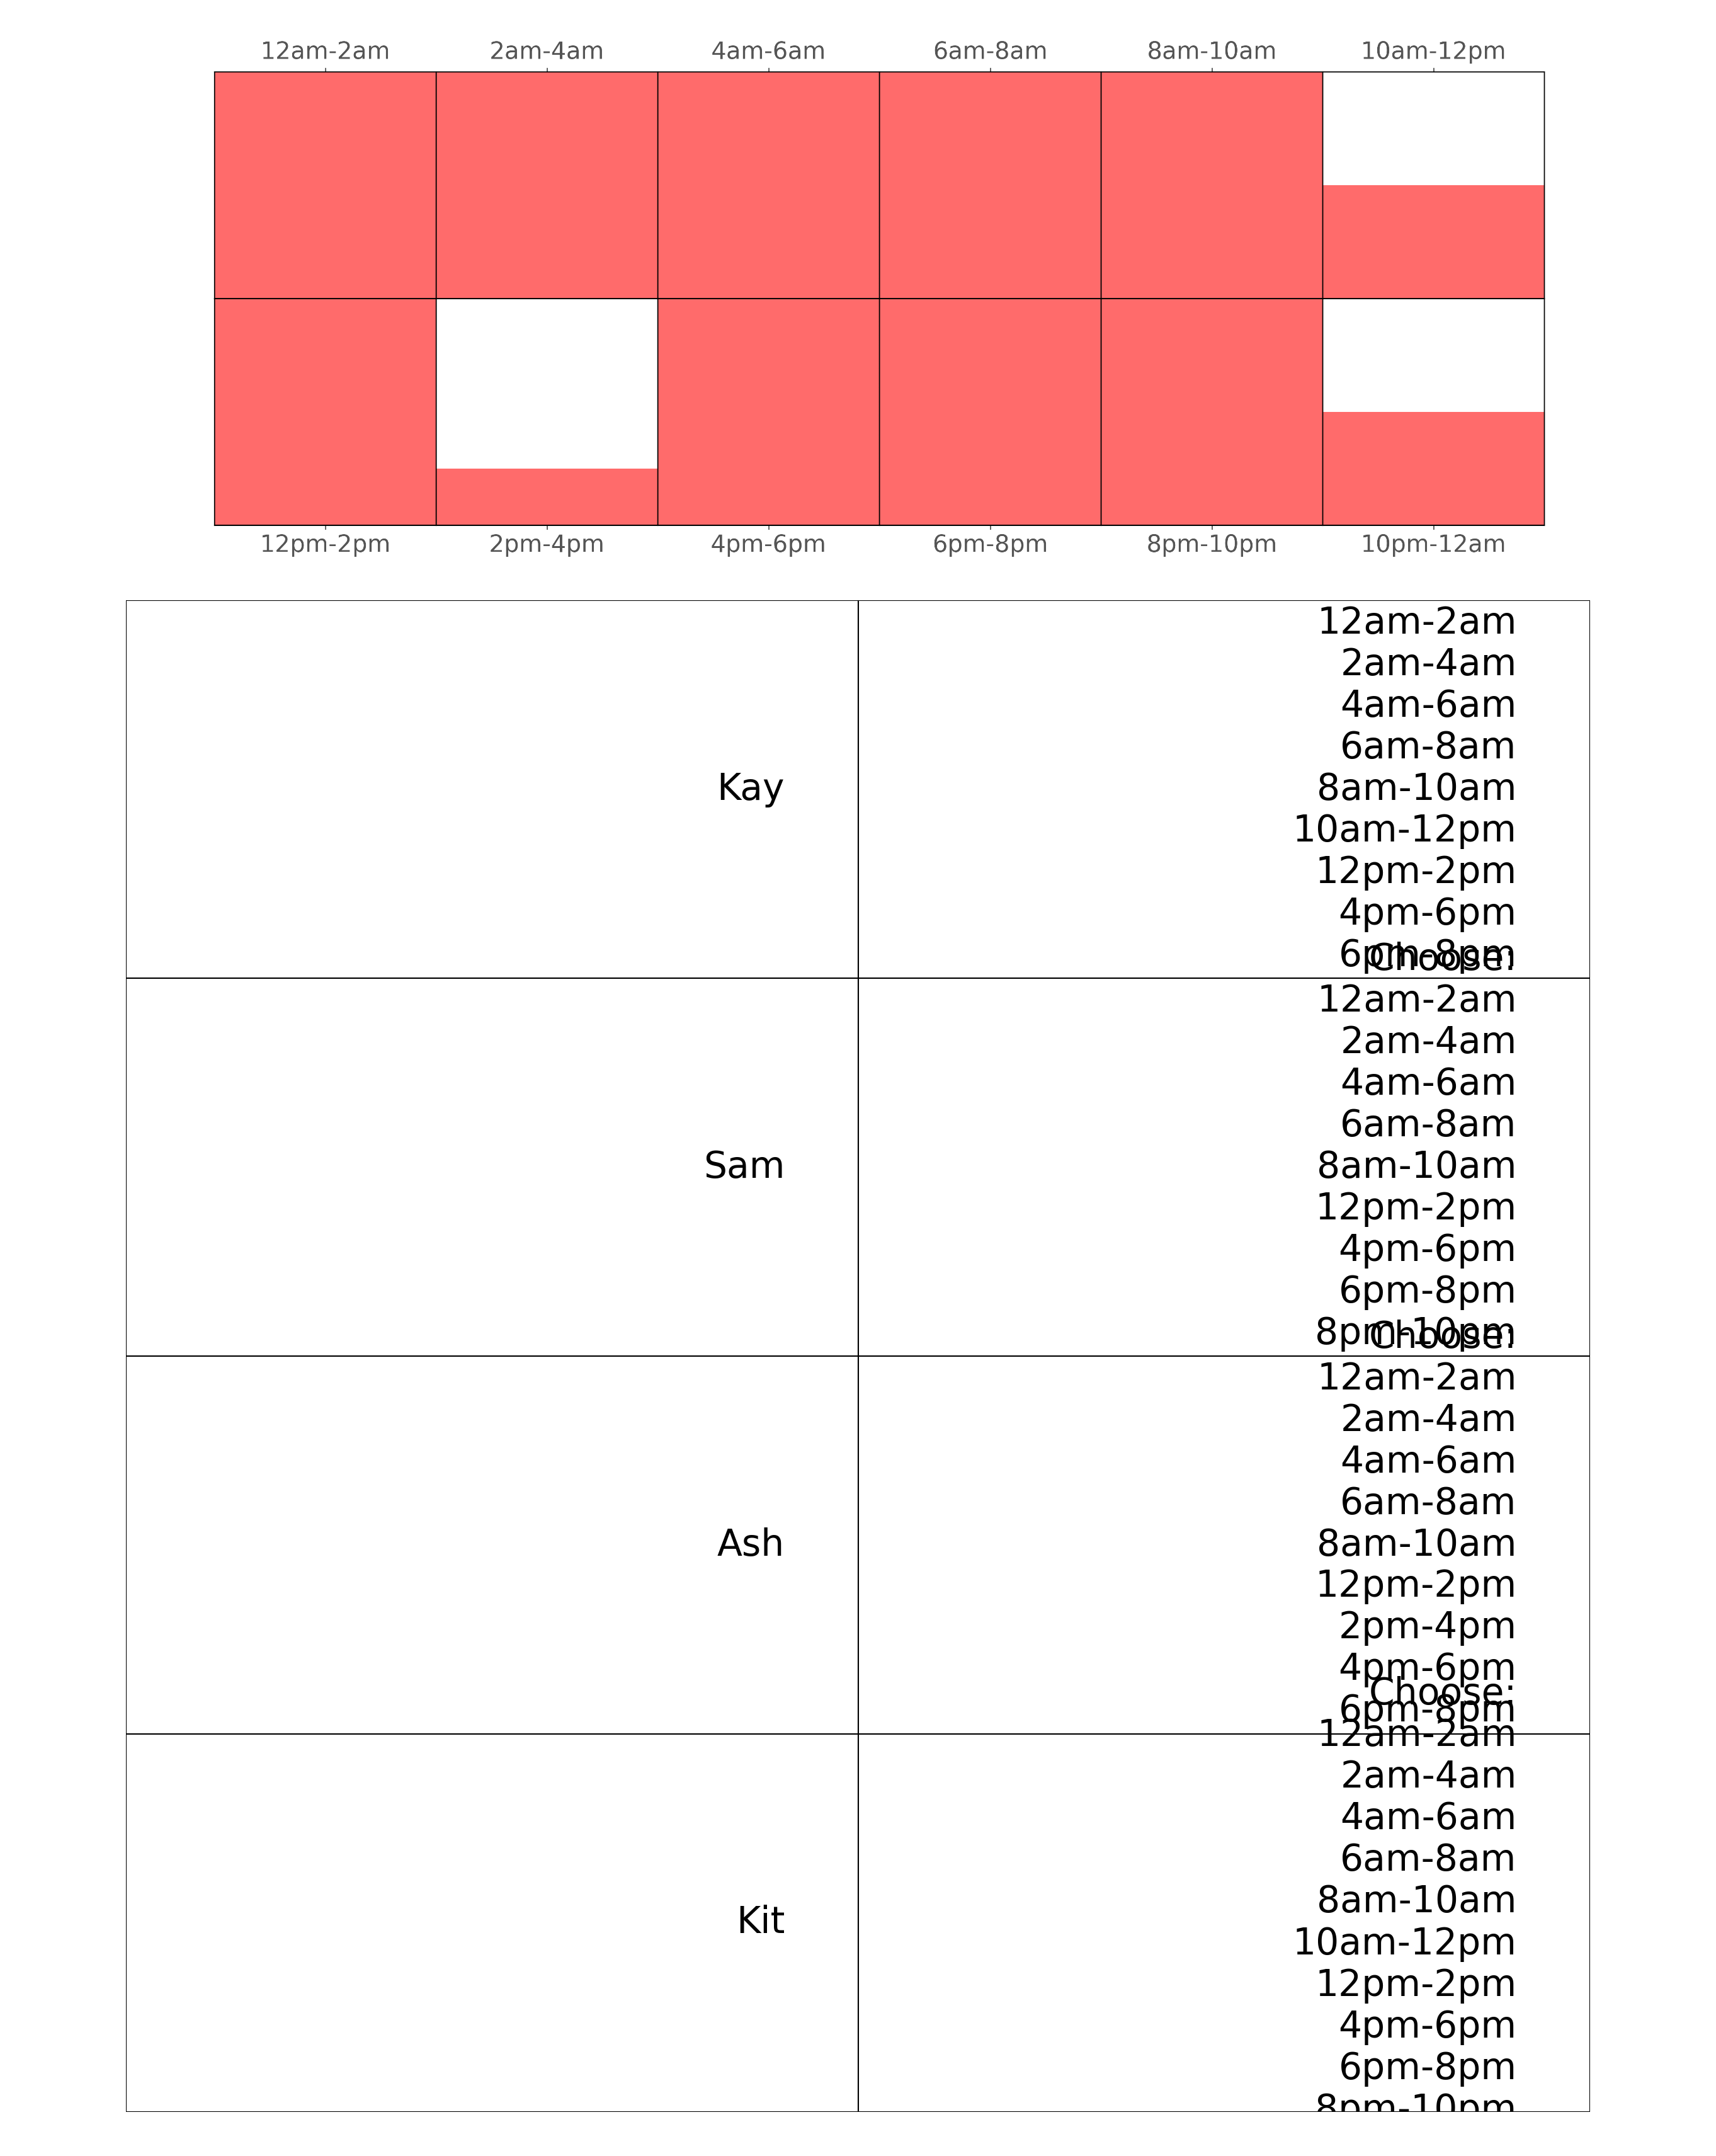 12am-2am 2am-4am 4am-6am 6am-8am 8am-10am 10am-12pm
12pm-2pm 2pm-4pm 4pm-6pm 6pm-8pm 8pm-10pm 10pm-12am
12am-2am
2am-4am
4am-6am
6am-8am
Kay 8am-10am
10am-12pm
12pm-2pm
4pm-6pm
6pm-8pm
Choose:
12am-2am
2am-4am
4am-6am
6am-8am
Sam 8am-10am
12pm-2pm
4pm-6pm
6pm-8pm
8pm-10pm
Choose:
12am-2am
2am-4am
4am-6am
6am-8am
Ash 8am-10am
12pm-2pm
2pm-4pm
4pm-6pm
Choose:
6pm-8pm
12am-2am
2am-4am
4am-6am
6am-8am
8am-10am
Kit
10am-12pm
12pm-2pm
4pm-6pm
6pm-8pm
8pm-10pm